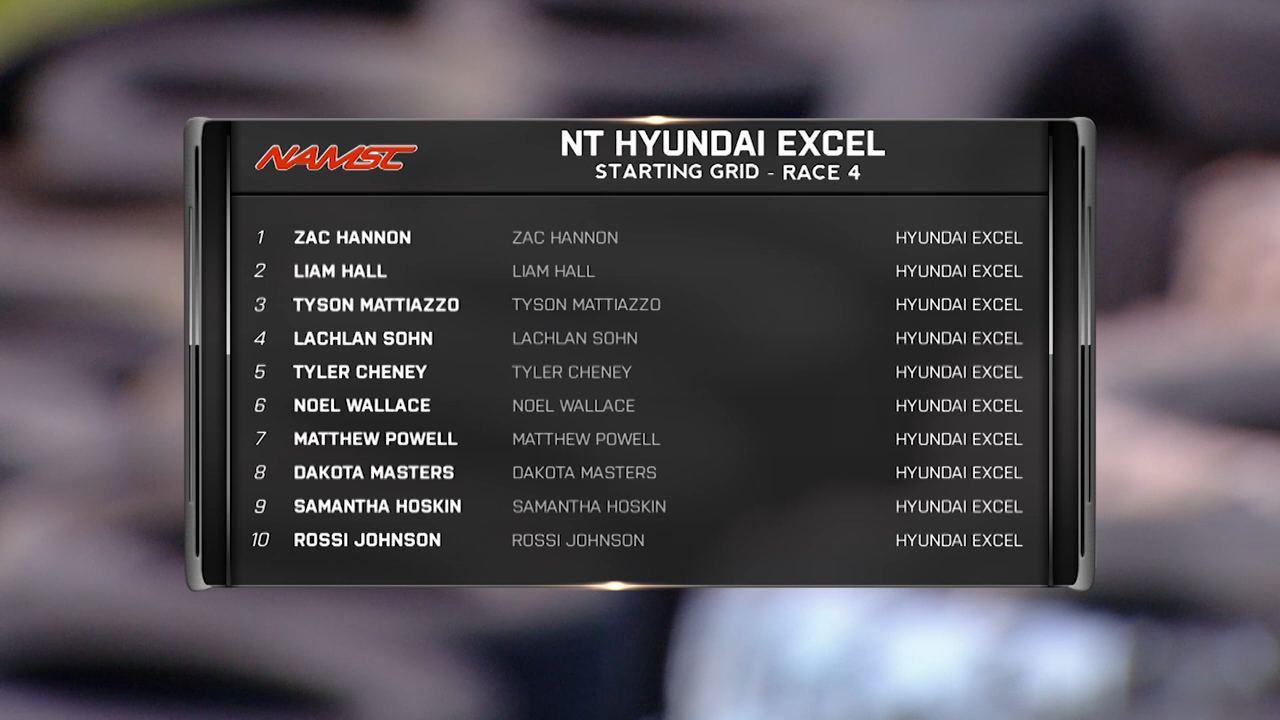 NAMSC
NT HYUNDAI EXCEL
STARTING GRID - RACE 4
1 ZAC HANNON ZAC HANNON HYUNDAI EXCEL
2 LIAM HALL LIAM HALL HYUNDAI EXCEL
3 TYSON MATTIAZZO TYSON MATTIAZZO HYUNDAI EXCEL
4 LACHLAN SOHN LACHLAN SOHN HYUNDAI EXCEL
5 TYLER CHENEY TYLER CHENEY HYUNDAI EXCEL
6 NOEL WALLACE NOEL WALLACE HYUNDAI EXCEL
7 MATTHEW POWELL MATTHEW POWELL HYUNDAI EXCEL
8 DAKOTA MASTERS DAKOTA MASTERS HYUNDAI EXCEL
9 SAMANTHA HOSKIN SAMANTHA HOSKIN HYUNDAI EXCEL
10 ROSSI JOHNSON ROSSI JOHNSON HYUNDAI EXCEL